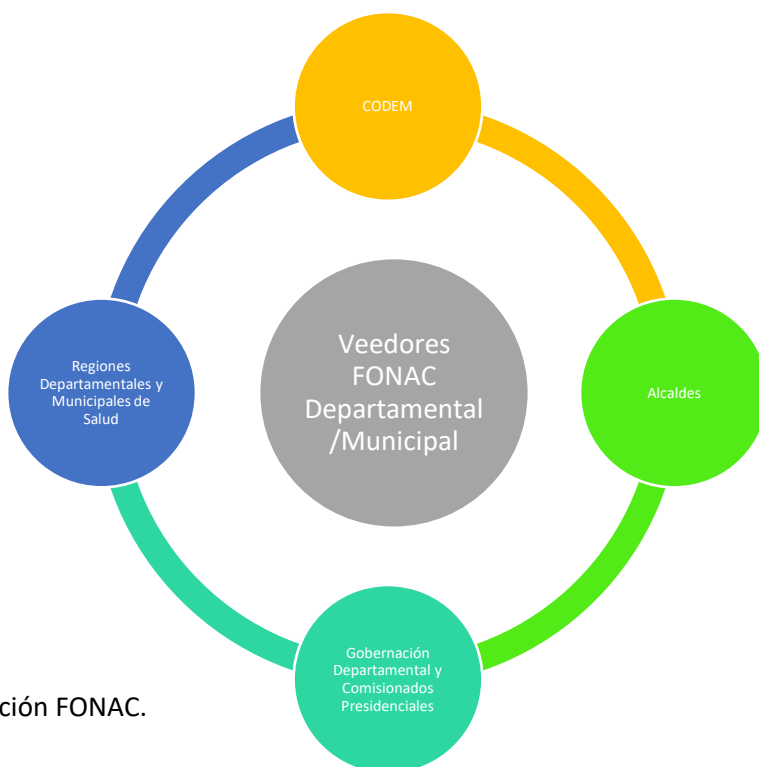 CODEM
Veedores
FONAC
Departamental
/Municipal
Regiones
Departamentales y
Municipales de
Salud
Alcaldes
Gobernación
Departamental y
Comisionados
Presidenciales
ción FONAC.